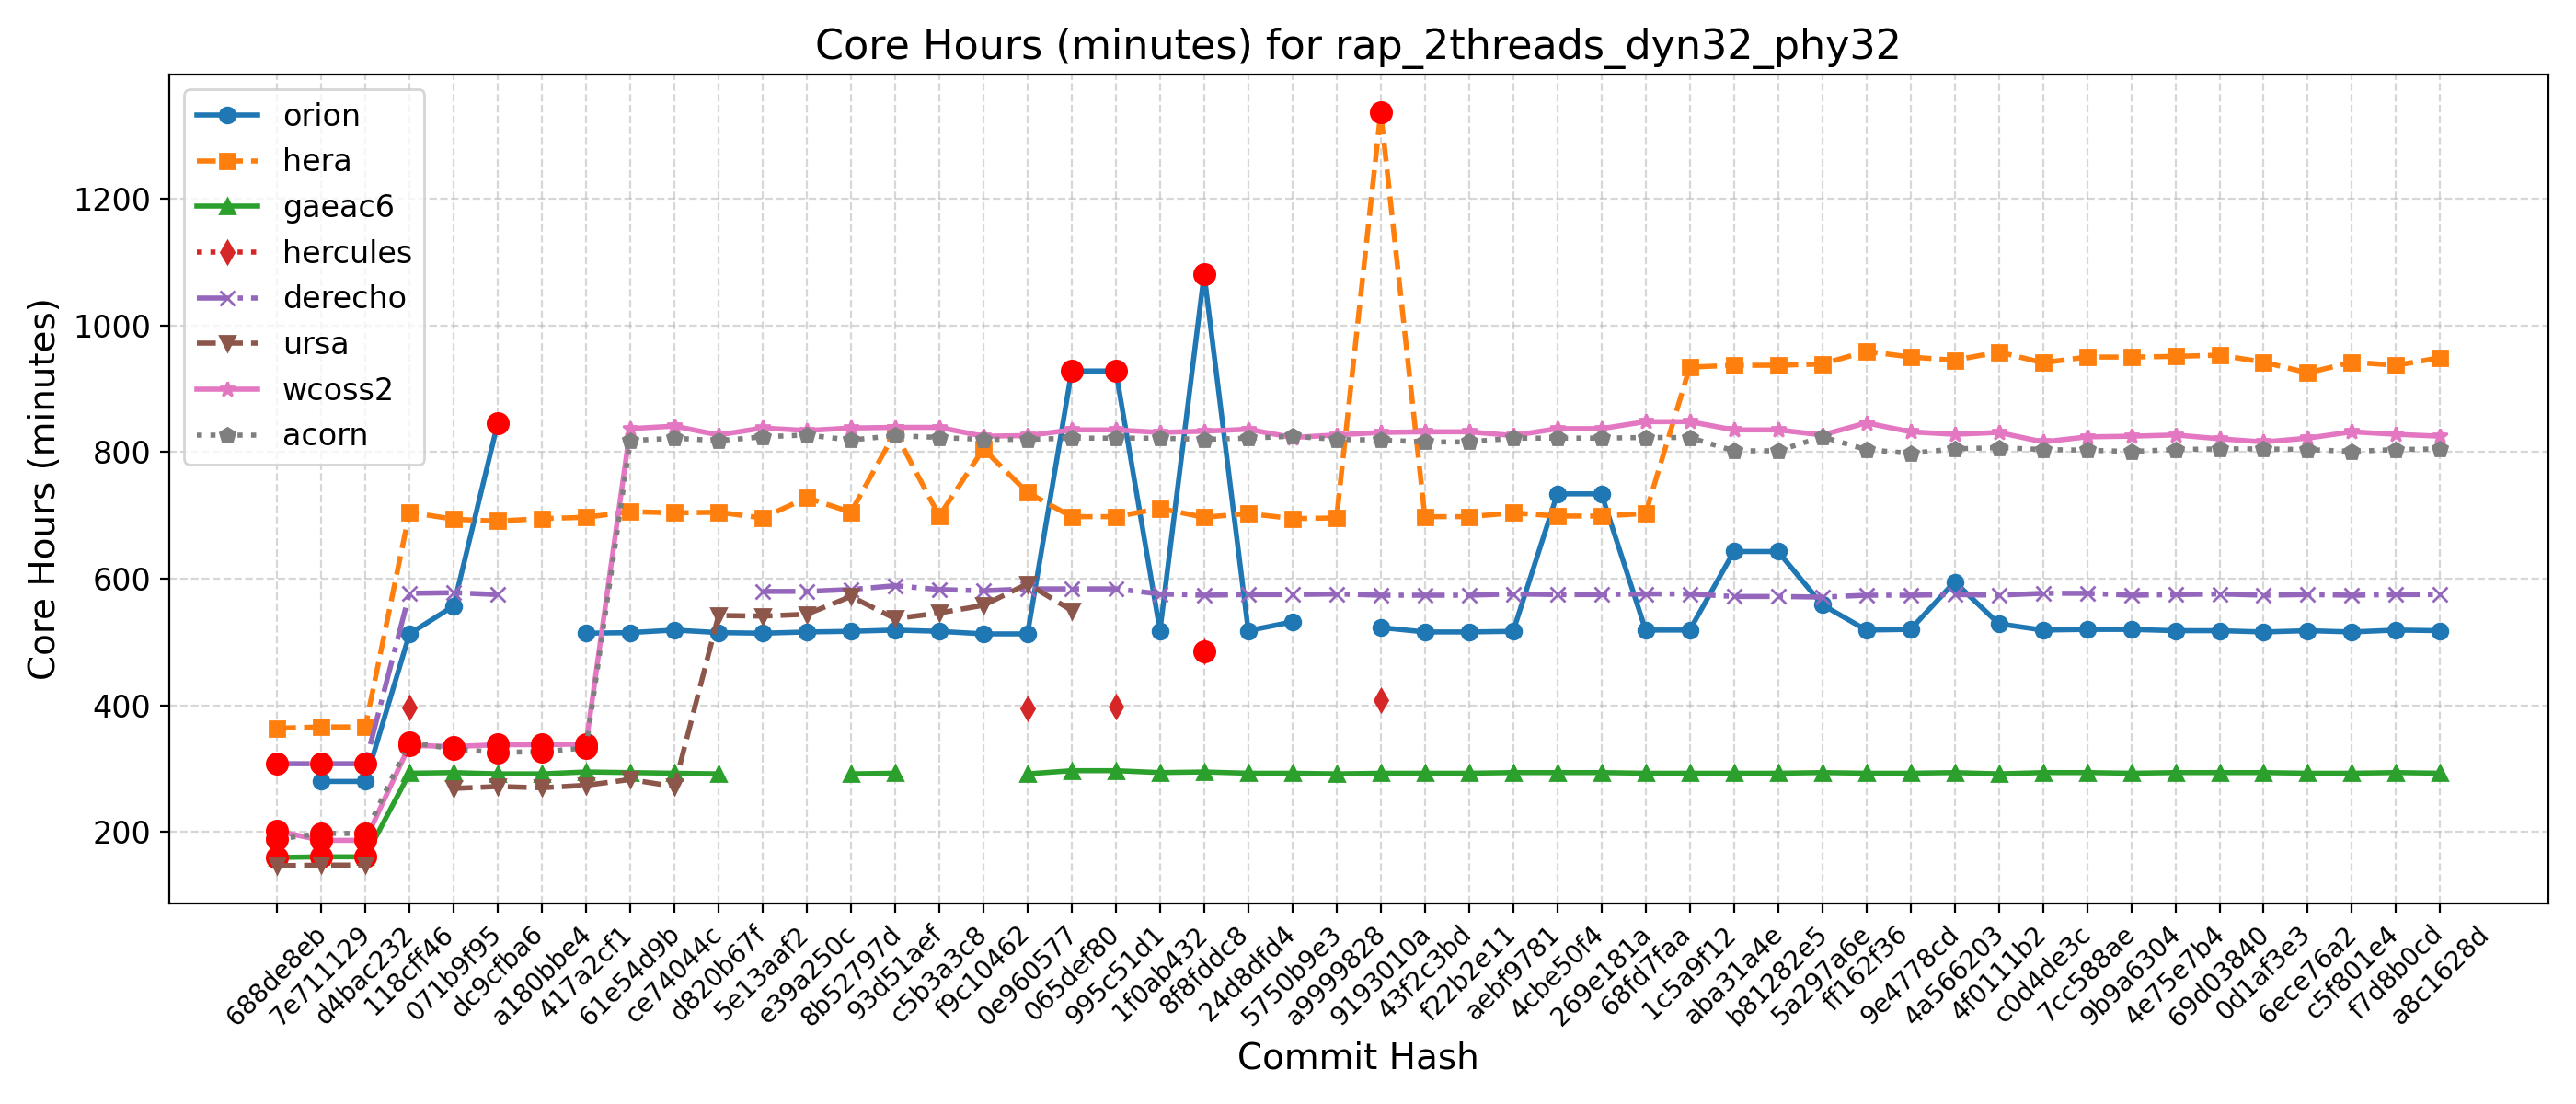 Core Hours (minutes) for rap_2threads_dyn32_phy32
Core Hours (minutes)
1200
1000
800
600
400
200
orion
hera
gaeac6
hercules
derecho
ursa
wcoss2
acorn
688de8eb
7e711129
d4bac232
118cff46
071b9f95
dc9cfba6
a180bbe4
417a2cf1
61e54d9b
ce74044c
d820b67f
5e13aaf2
e39a250c
8b52797d
93d51aef
c5b3a3c8
f9c10462
0e960577
065def80
995c51d1
1f0ab432
8f8fddc8
24d8dfd4
5750b9e3
a9999828
9193010a
43f2c3bd
f22b2e11
aebf9781
4cbe50f4
269e181a
68fd7faa
1c5a9f12
aba31a4e
b81282e5
5a297a6e
ff162f36
9e4778cd
4a566203
4f0111b2
c0d4de3c
7cc588ae
9b9a6304
4e75e7b4
69d03840
0d1af3e3
6ece76a2
c5f801e4
f7d8b0cd
a8c1628d
Commit Hash